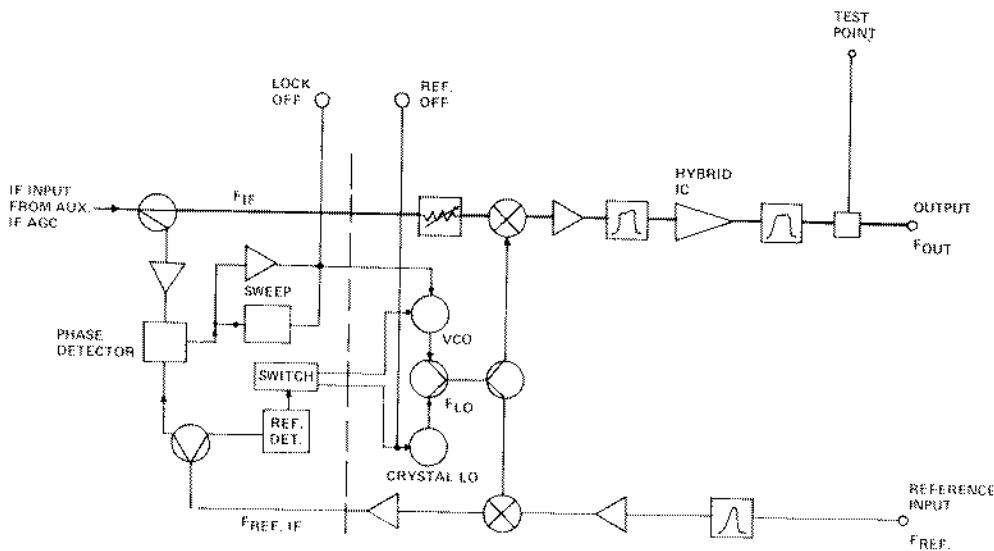 TEST
POINT
LOCK
OFF
REF.
OFF
IF INPUT
FROM AUX.
IF AGC
FIF
HYBRID
IC
OUTPUT
FOUT
SWEEP
PHASE
DETECTOR
VCO
SWITCH
FLO
REF.
DET.
CRYSTAL LO
FREF. IF
REFERENCE
INPUT
FREF.